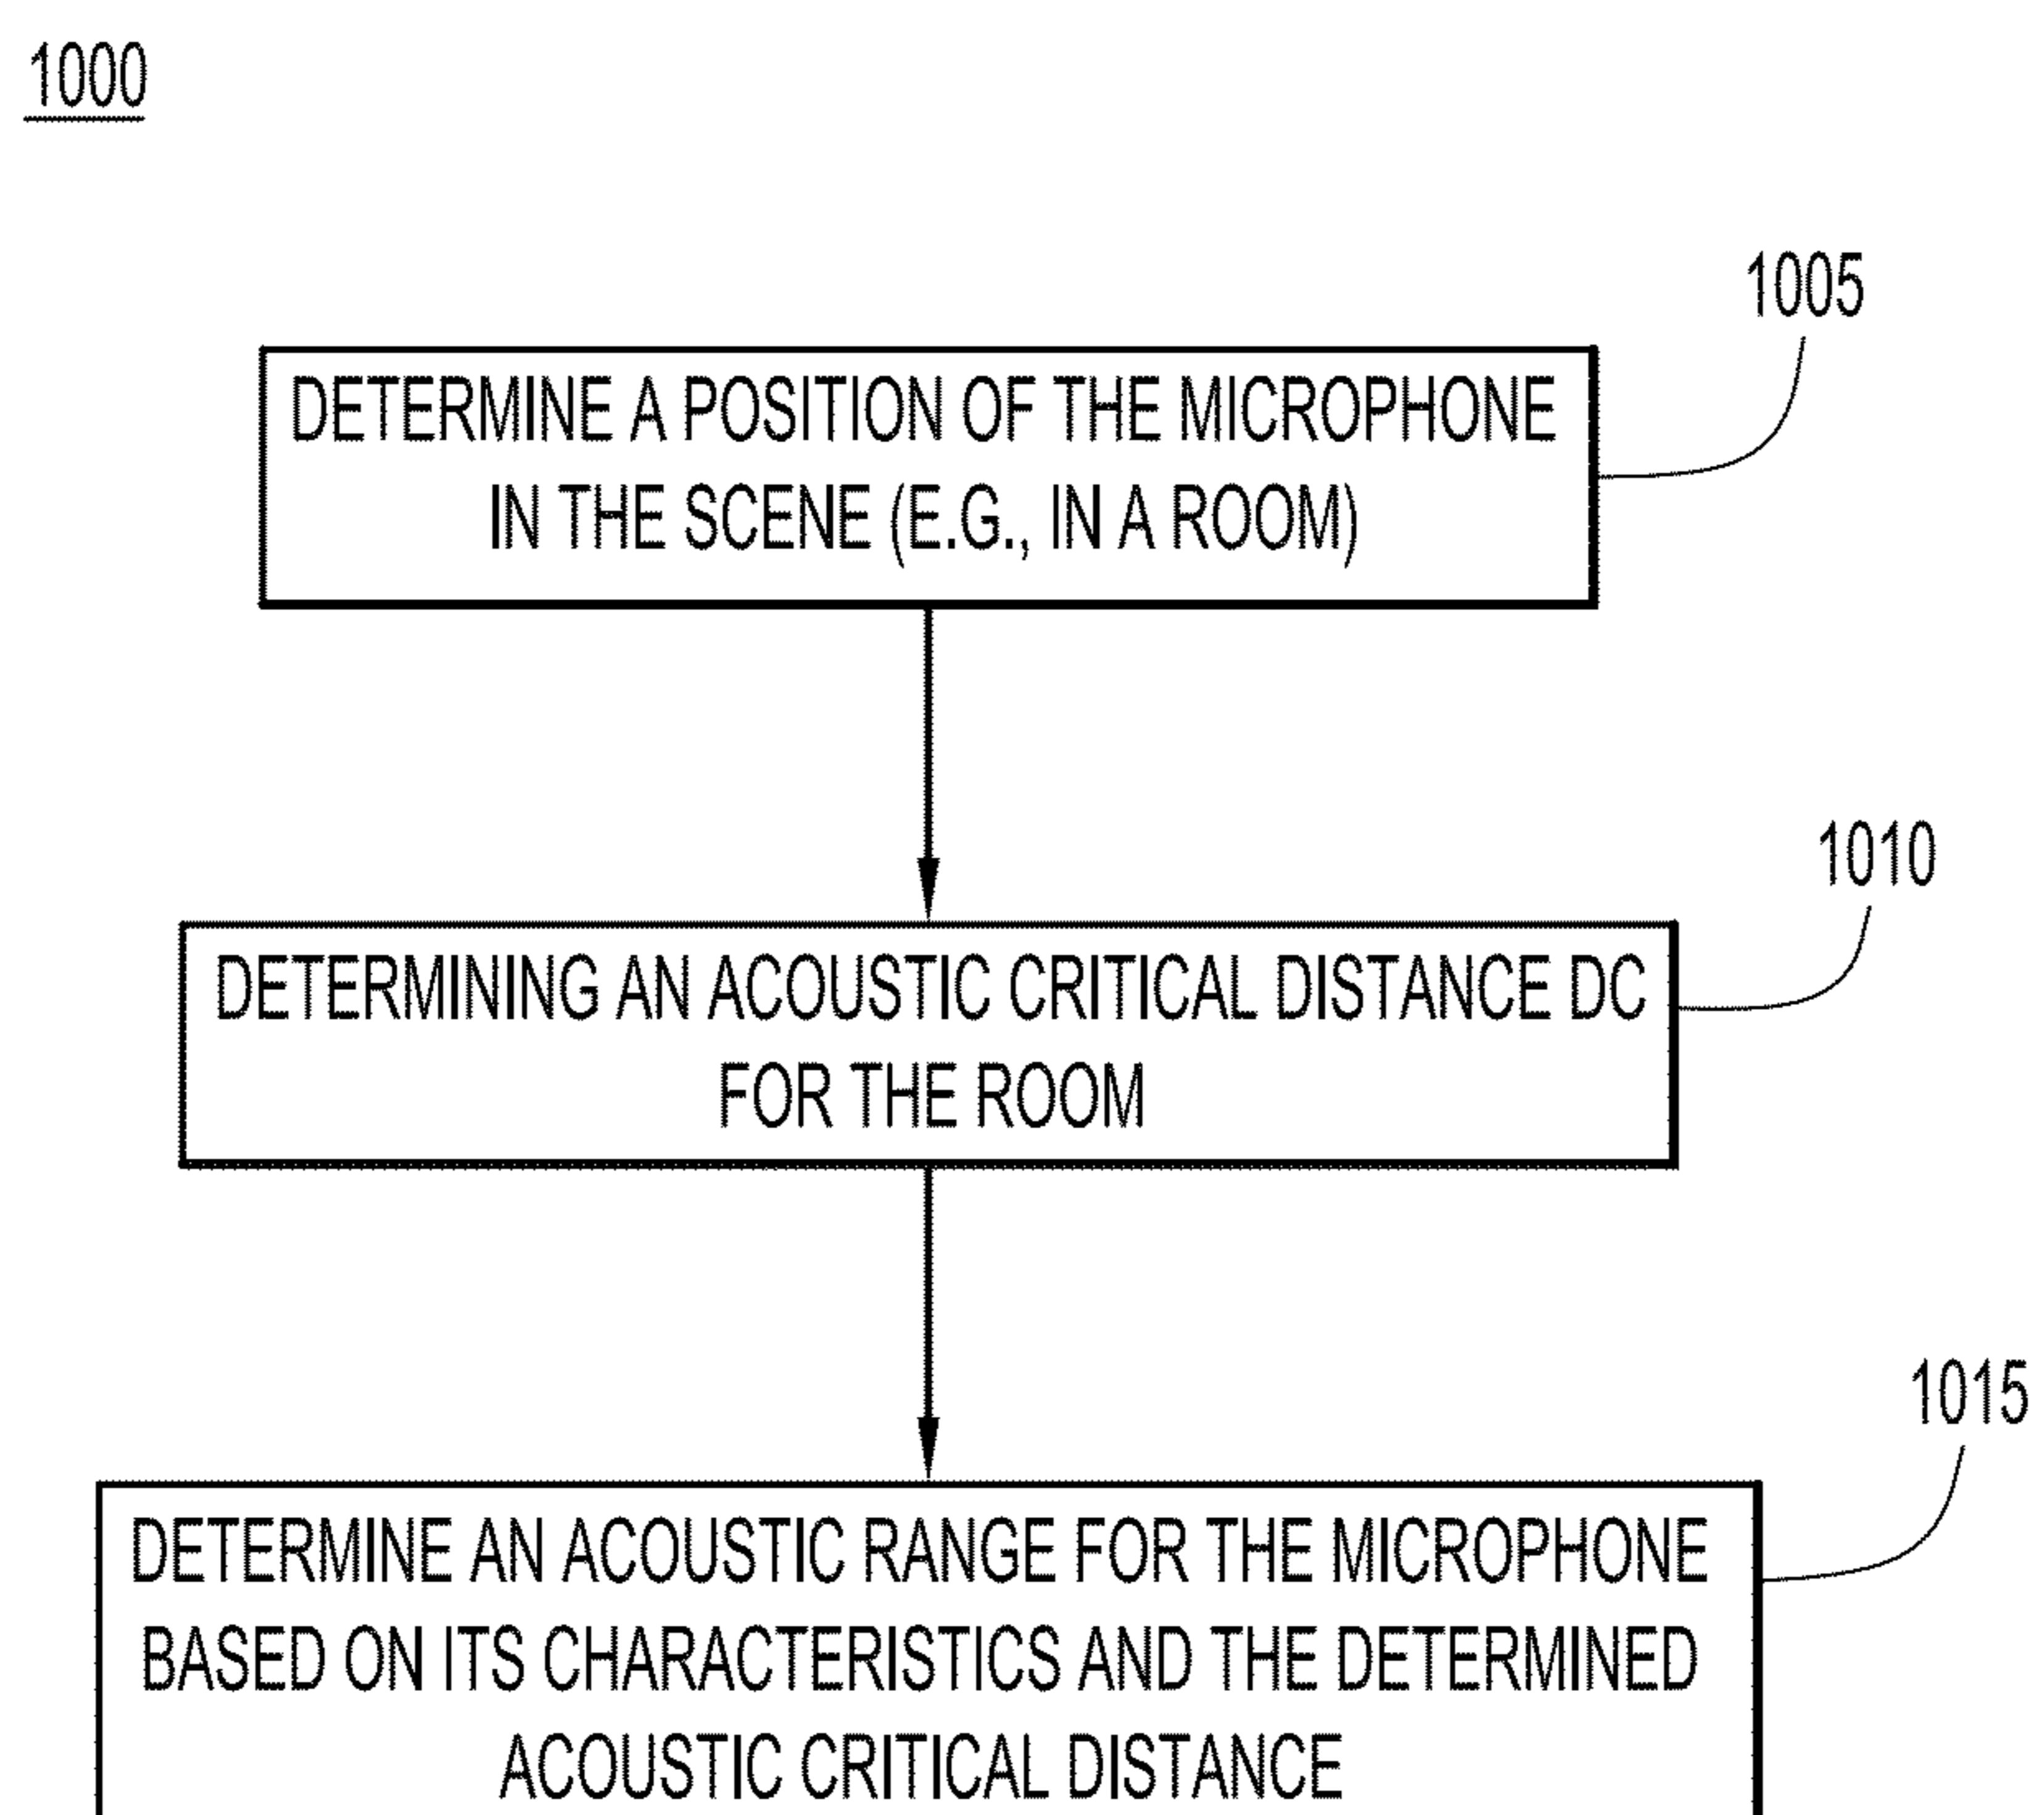 1000
1005
DETERMINE A POSITION OF THE MICROPHONE
IN THE SCENE (E.G., IN A ROOM)
1010
DETERMINING AN ACOUSTIC CRITICAL DISTANCE DC
FOR THE ROOM
1015
DETERMINE AN ACOUSTIC RANGE FOR THE MICROPHONE
BASED ON ITS CHARACTERISTICS AND THE DETERMINED
ACOUSTIC CRITICAL DISTANCE